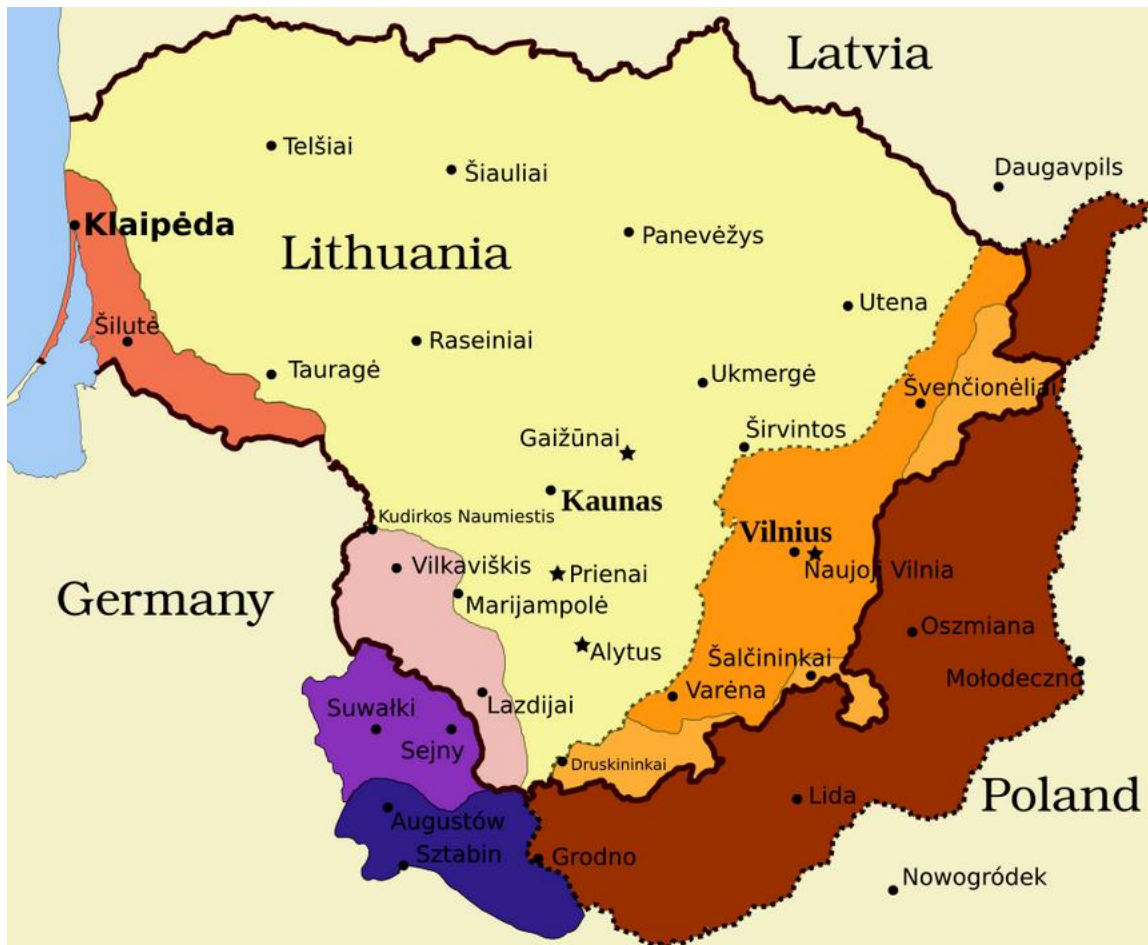 Latvia
Telšiai
Šiauliai
Daugavpils
Klaipėda
Lithuania
Panevėžys
Utena
Šilutė
Raseiniai
Tauragė
Ukmergė
Švenčionėliai
Gaižūnai
Širvintos
Kaunas
Kudirkos Naumiestis
Vilnius
Vilkaviškis
Prienai
Naujoji Vilnia
Germany
Marijampolė
Oszmiana
Alytus
Šalčininkai
Mołodeczno
Suwałki
Lazdijai
Varėna
Sejny
Druskininkai
Lida
Poland
Augustów
Sztabin
Grodno
Nowogródek